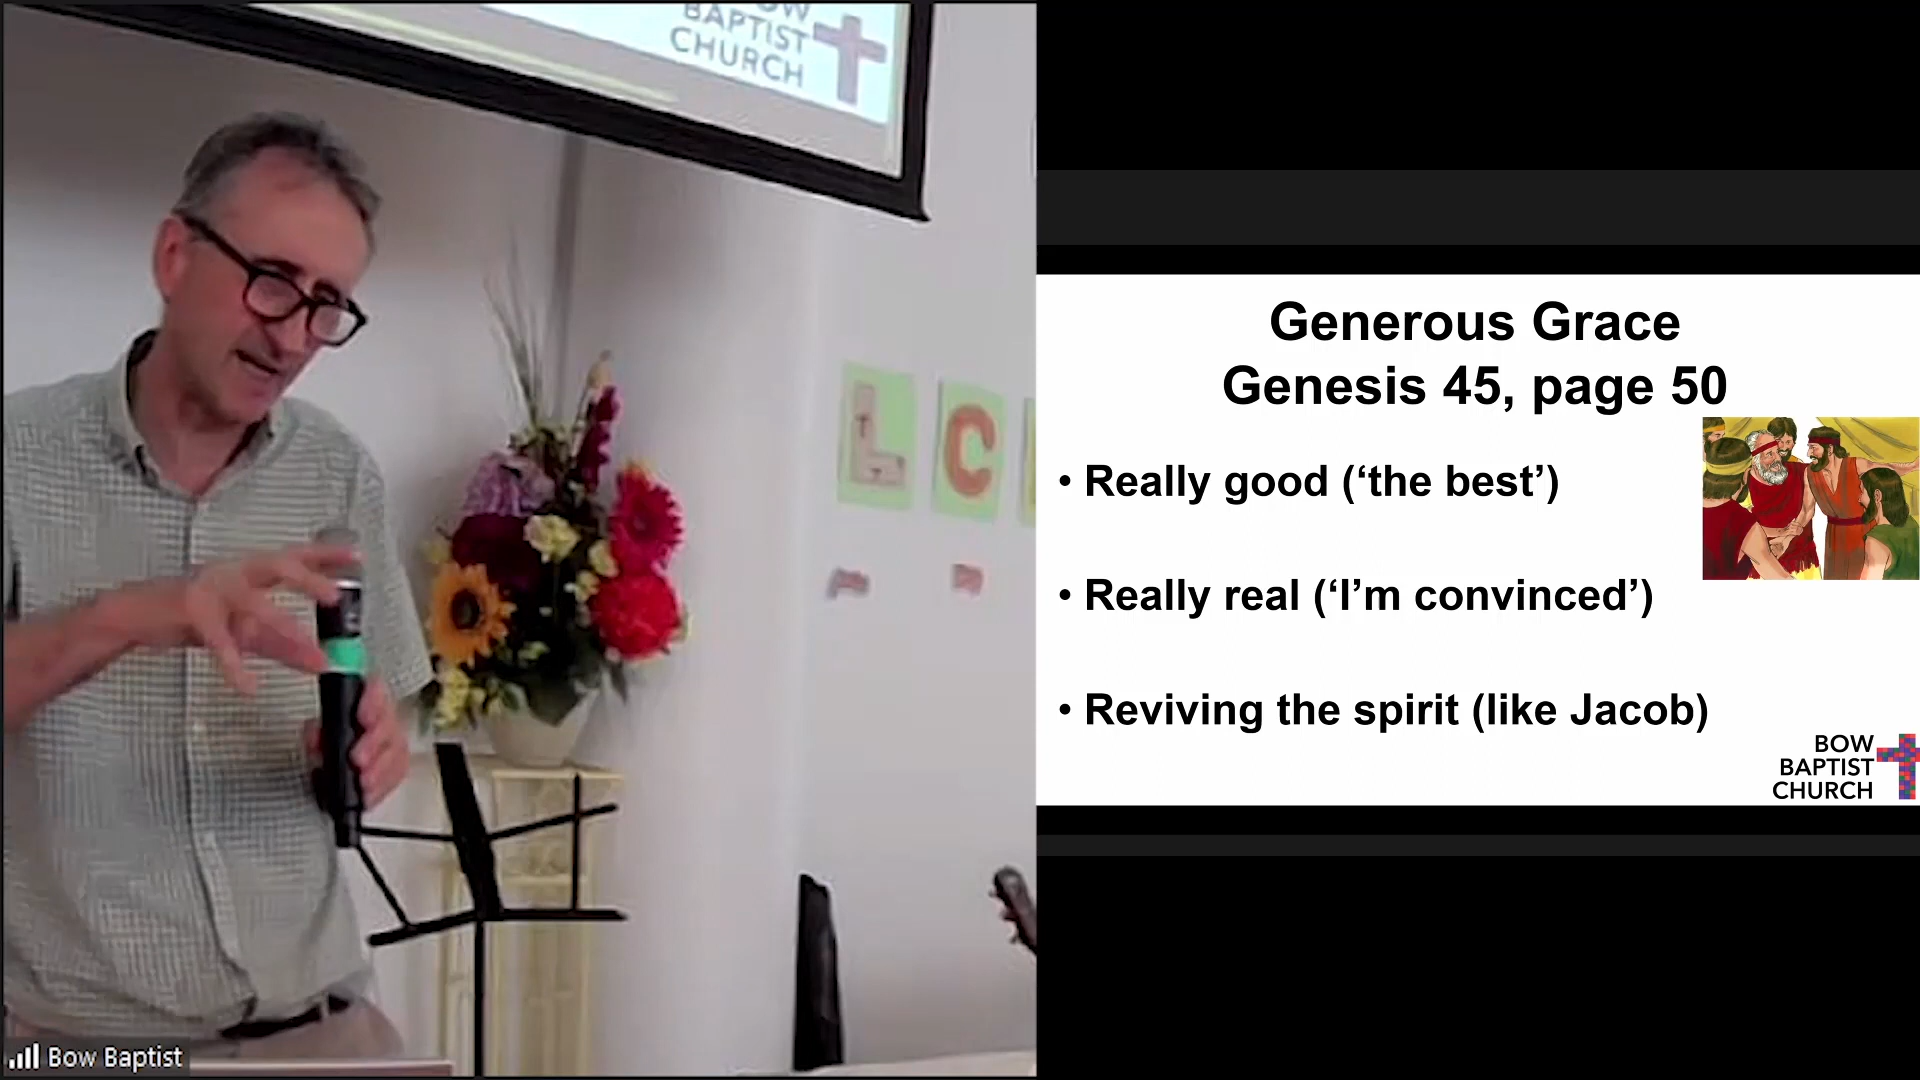 BAPTIST
CHURCH
L C
Bow Baptist
Generous Grace
Genesis 45, page 50
• Really good (‘the best’)
• Really real (‘I’m convinced’)
• Reviving the spirit (like Jacob)
BOW
BAPTIST
CHURCH